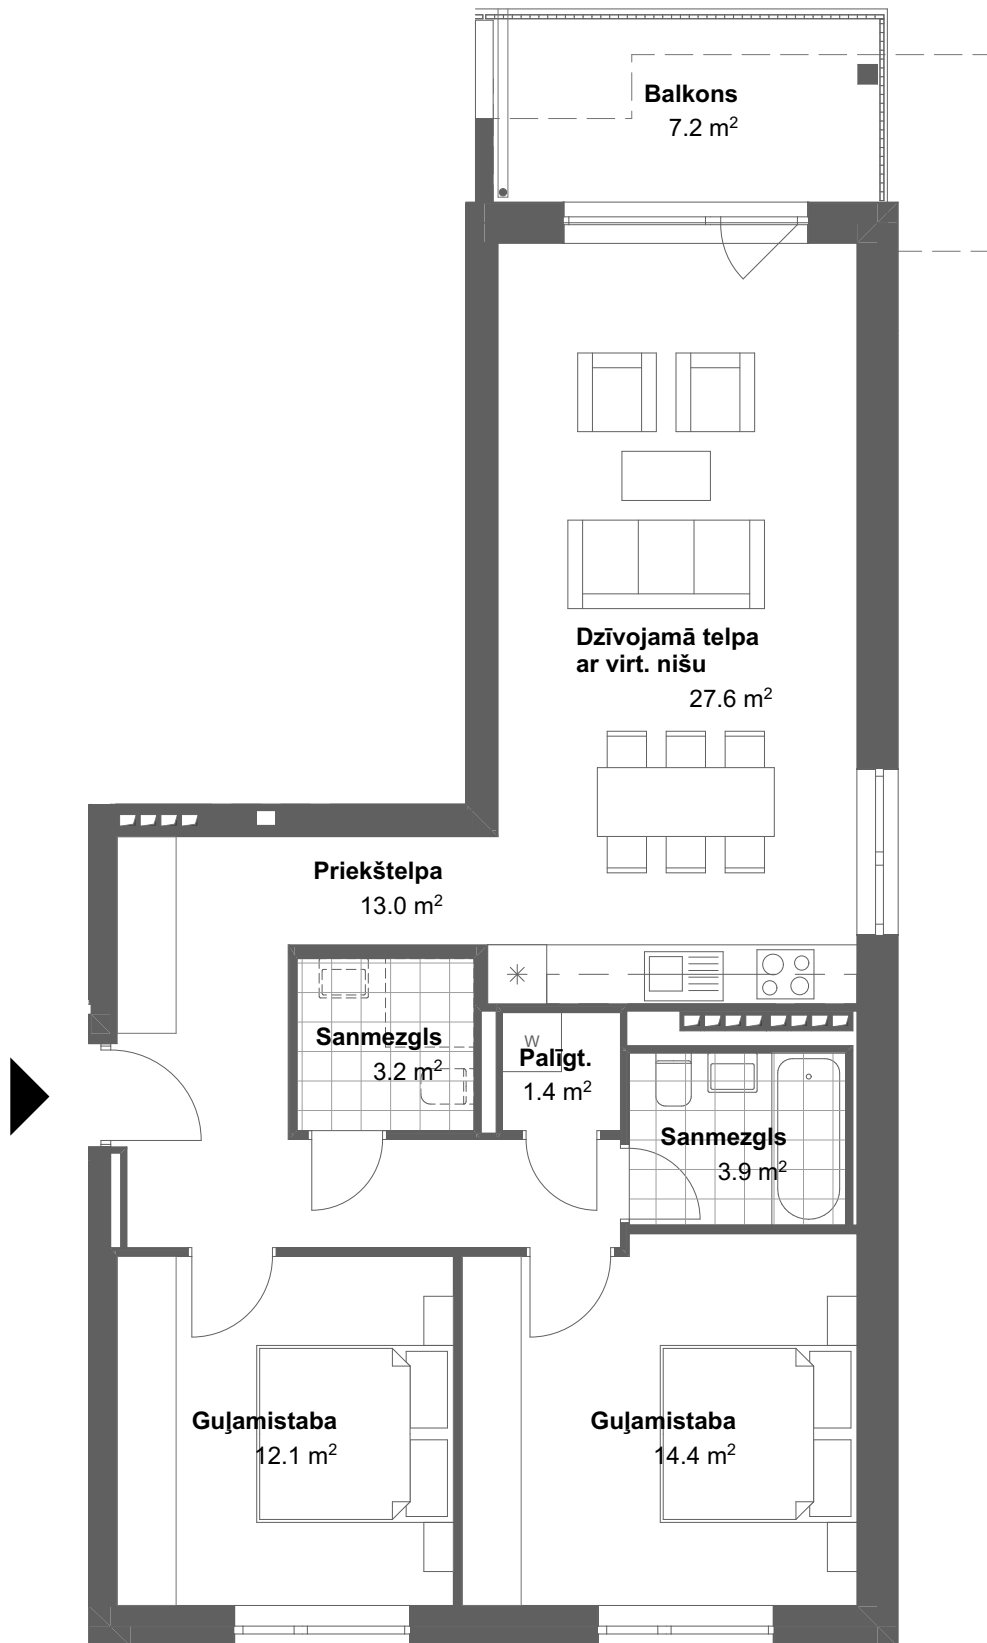 Balkons
7.2 m²
Dzīvojamā telpa
ar virt. nišu
27.6 m²
Priekštelpa
13.0 m²
Sanmezgls
3.2 m²
W
Palīgt.
1.4 m²
Sanmezgls
3.9 m²
Guļamistaba
12.1 m²
Guļamistaba
14.4 m²